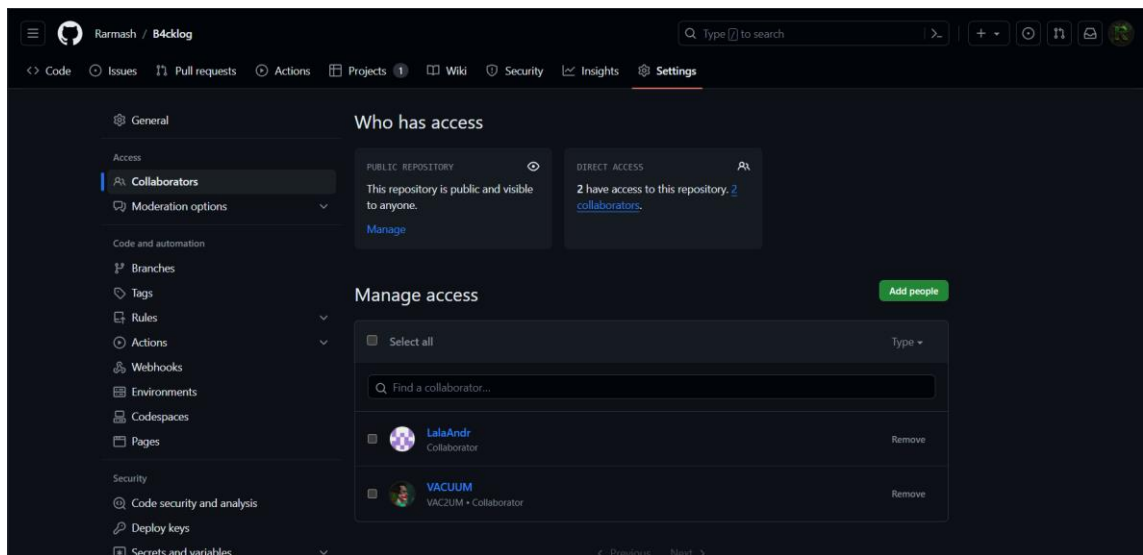 Rarmash / B4cklog
Type / to search
Code Issues Pull requests Actions Projects 1 Wiki Security Insights Settings
General
Access
Collaborators
Moderation options
Code and automation
Branches
Tags
Rules
Actions
Webhooks
Environments
Codespaces
Pages
Security
Code security and analysis
Deploy keys
Secrets and variables
Who has access
PUBLIC REPOSITORY
This repository is public and visible
to anyone.
Manage
DIRECT ACCESS
2 have access to this repository. 2
collaborators.
Manage access
Add people
Select all
Type
Find a collaborator...
LalaAndr
Collaborator
Remove
VACUUM
VAC2UM • Collaborator
Remove
Previous Next